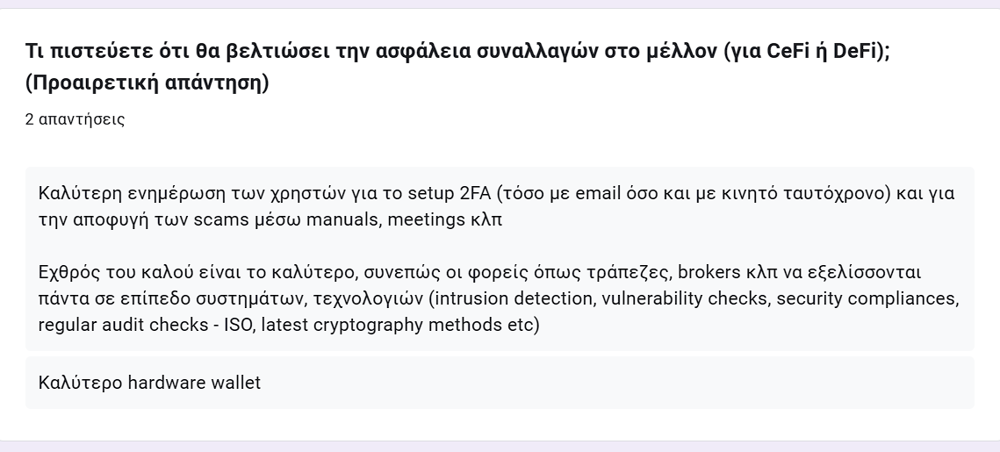 Τι πιστεύετε ότι θα βελτιώσει την ασφάλεια συναλλαγών στο μέλλον (για CeFi ή DeFi);
(Προαιρετική απάντηση)
2 απαντήσεις
Καλύτερη ενημέρωση των χρηστών για το setup 2FA (τόσο με email όσο και με κινητό ταυτόχρονο) και για
την αποφυγή των scams μέσω manuals, meetings κλπ
Εχθρός του καλού είναι το καλύτερο, συνεπώς οι φορείς όπως τράπεζες, brokers κλπ να εξελίσσονται
πάντα σε επίπεδο συστημάτων, τεχνολογιών (intrusion detection, vulnerability checks, security compliances,
regular audit checks - ISO, latest cryptography methods etc)
Καλύτερο hardware wallet